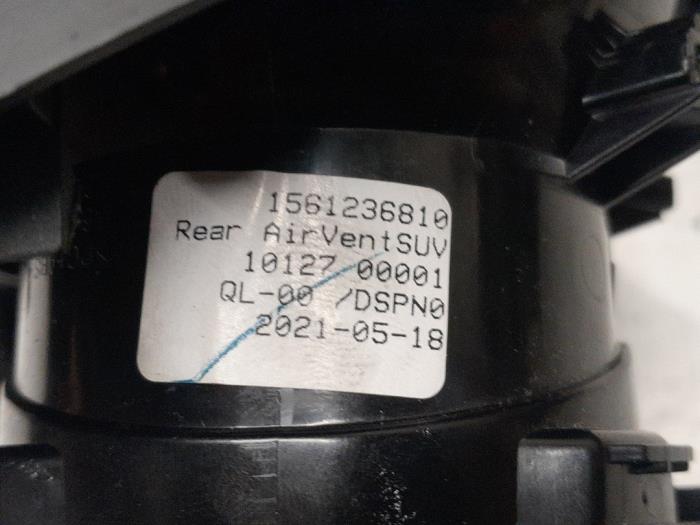 1561236810
Rear AirVentSUV
10127 00001
QL-00 /DSPN0
2021-05-18